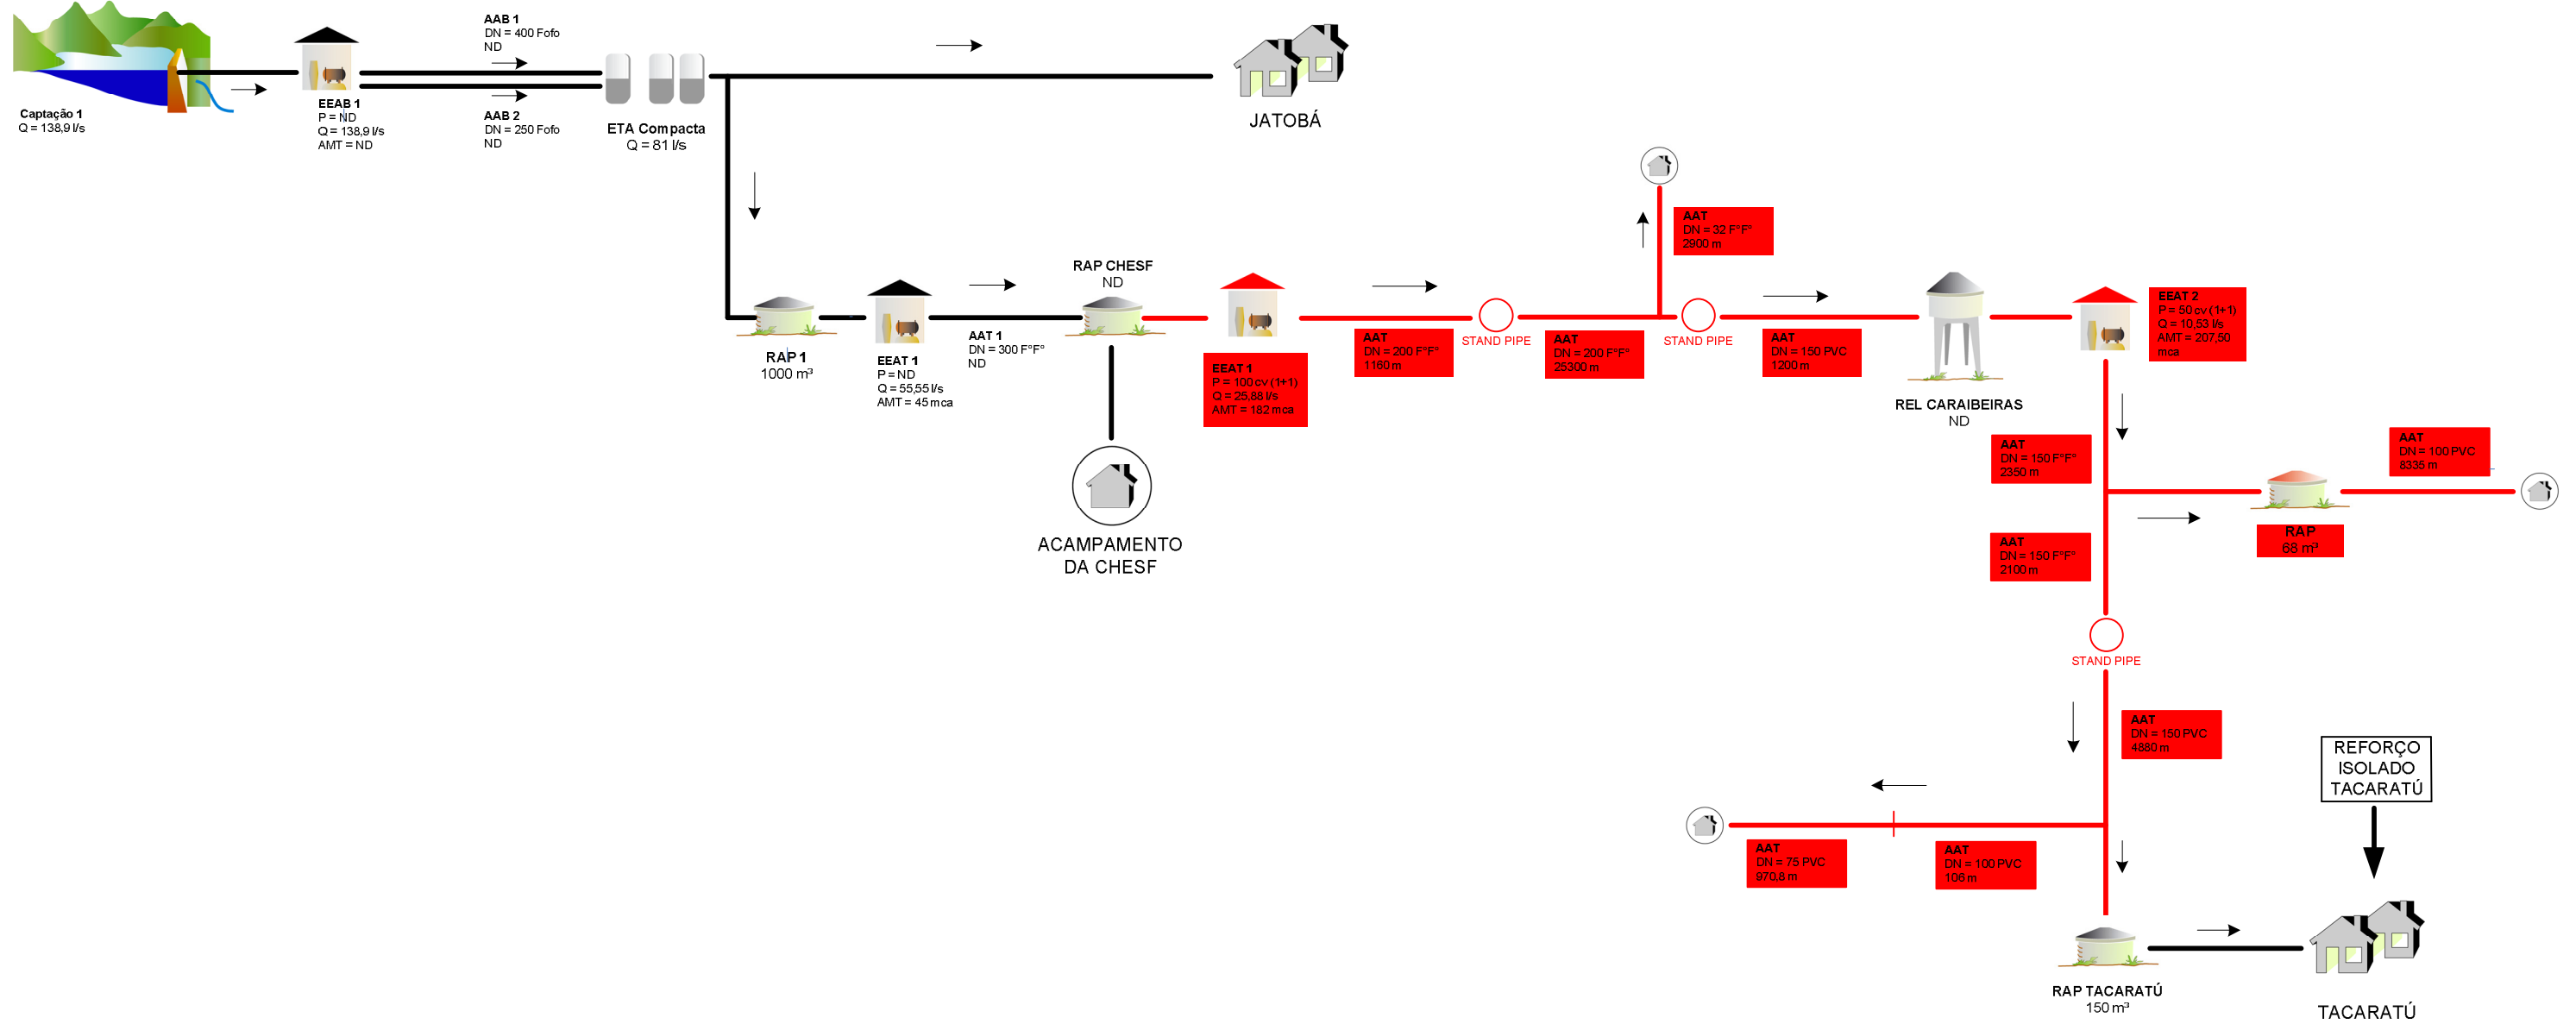 Captação 1
Q = 138,9 l/s
EEAB 1
P = ND
Q = 138,9 l/s
AMT = ND
AAB 1
DN = 400 Fofo
ND
AAB 2
DN = 250 Fofo
ND
ETA Compacta
Q = 81 l/s
JATOBÁ
RAP 1
1000 m³
EEAT 1
P = ND
Q = 55,55 l/s
AMT = 45 mca
AAT 1
DN = 300 F°F°
ND
RAP CHESF
ND
ACAMPAMENTO
DA CHESF
EEAT 1
P = 100 cv (1+1)
Q = 25,88 l/s
AMT = 182 mca
AAT
DN = 200 F°F°
1160 m
STAND PIPE
AAT
DN = 200 F°F°
25300 m
AAT
DN = 32 F°F°
2900 m
STAND PIPE
AAT
DN = 150 PVC
1200 m
REL CARAIBEIRAS
ND
EEAT 2
P = 50 cv (1+1)
Q = 10,53 l/s
AMT = 207,50
mca
AAT
DN = 150 F°F°
2350 m
AAT
DN = 100 PVC
8335 m
RAP
68 m³
AAT
DN = 150 F°F°
2100 m
STAND PIPE
AAT
DN = 150 PVC
4880 m
AAT
DN = 75 PVC
970,8 m
AAT
DN = 100 PVC
106 m
REFORÇO
ISOLADO
TACARATÚ
RAP TACARATÚ
150 m³
TACARATÚ